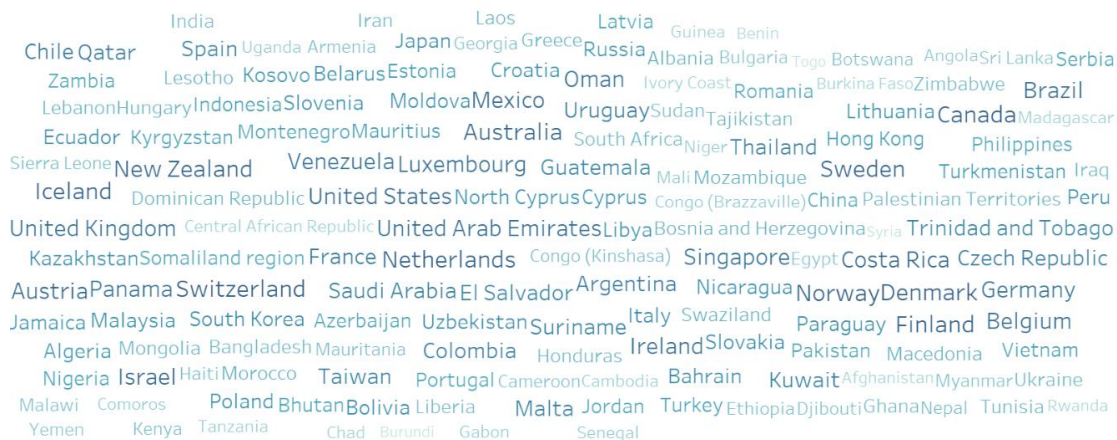 India Iran Laos Latvia Guinea Benin
Chile Qatar Spain Uganda Armenia Japan Georgia Greece Russia Albania Bulgaria Togo Botswana Angola Sri Lanka Serbia
Zambia Lesotho Kosovo Belarus Estonia Croatia Oman Ivory Coast Romania Burkina Faso Zimbabwe Brazil
Lebanon Hungary Indonesia Slovenia Moldova Mexico Uruguay Sudan Tajikistan Lithuania Canada Madagascar
Ecuador Kyrgyzstan Montenegro Mauritius Australia South Africa Niger Thailand Hong Kong Philippines
Sierra Leone New Zealand Venezuela Luxembourg Guatemala Mali Mozambique Sweden Turkmenistan Iraq
Iceland Dominican Republic United States North Cyprus Cyprus Congo (Brazzaville) China Palestinian Territories Peru
United Kingdom Central African Republic United Arab Emirates Libya Bosnia and Herzegovina Syria Trinidad and Tobago
Kazakhstan Somaliland region France Netherlands Congo (Kinshasa) Singapore Egypt Costa Rica Czech Republic
Austria Panama Switzerland Saudi Arabia El Salvador Argentina Nicaragua Norway Denmark Germany
Jamaica Malaysia South Korea Azerbaijan Uzbekistan Suriname Italy Swaziland Paraguay Finland Belgium
Algeria Mongolia Bangladesh Mauritania Colombia Honduras Ireland Slovakia Pakistan Macedonia Vietnam
Nigeria Israel Haiti Morocco Taiwan Portugal Cameroon Cambodia Bahrain Kuwait Afghanistan Myanmar Ukraine
Malawi Comoros Poland Bhutan Bolivia Liberia Malta Jordan Turkey Ethiopia Djibouti Ghana Nepal Tunisia Rwanda
Yemen Kenya Tanzania Chad Burundi Gabon Senegal